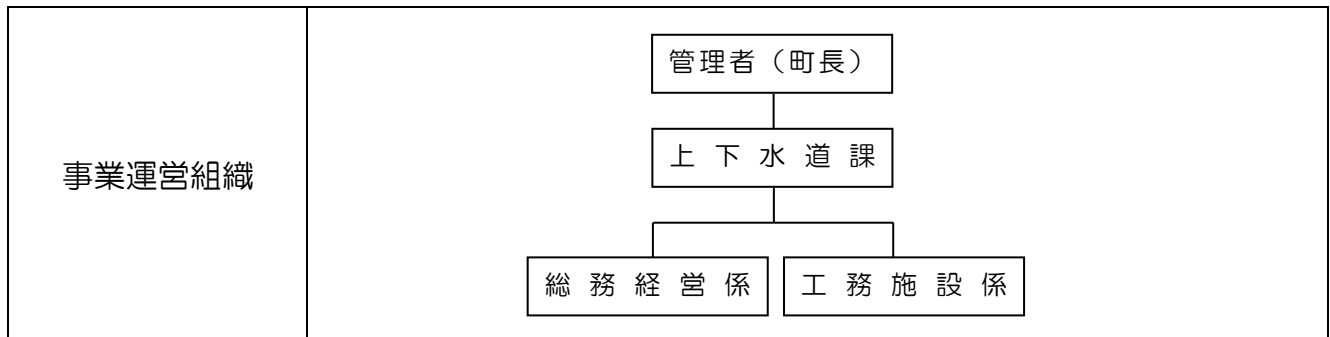 事業運営組織
管理者（町長）
上下水道課
総務経営係
工務施設係